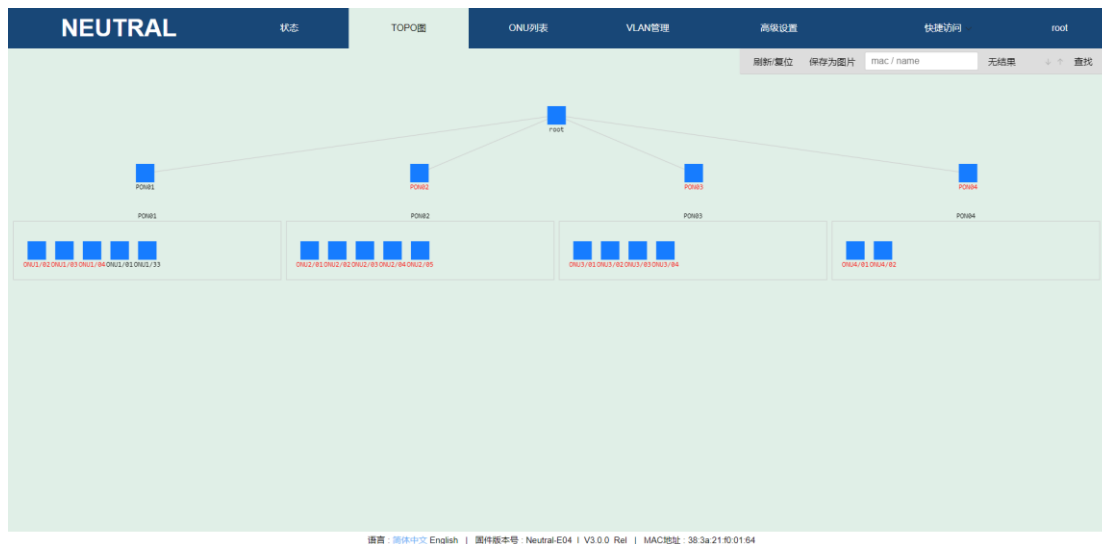 NEUTRAL 状态 TOPO图 ONU列表 VLAN管理 高级设置 快捷访问 root
刷新/复位 保存为图片 mac / name 无结果 ↓ ↑ 查找
root
PON01 PON02 PON03 PON04
PON01 PON02 PON03 PON04
ONU1/02 ONU1/03 ONU1/04 ONU1/01 ONU1/33 ONU2/01 ONU2/02 ONU2/03 ONU2/04 ONU2/05 ONU3/01 ONU3/02 ONU3/03 ONU3/04 ONU4/01 ONU4/02
语言 : 简体中文 English | 固件版本号 : Neutral-E04 | V3.0.0_Rel | MAC地址 : 38:3a:21:f0:01:64